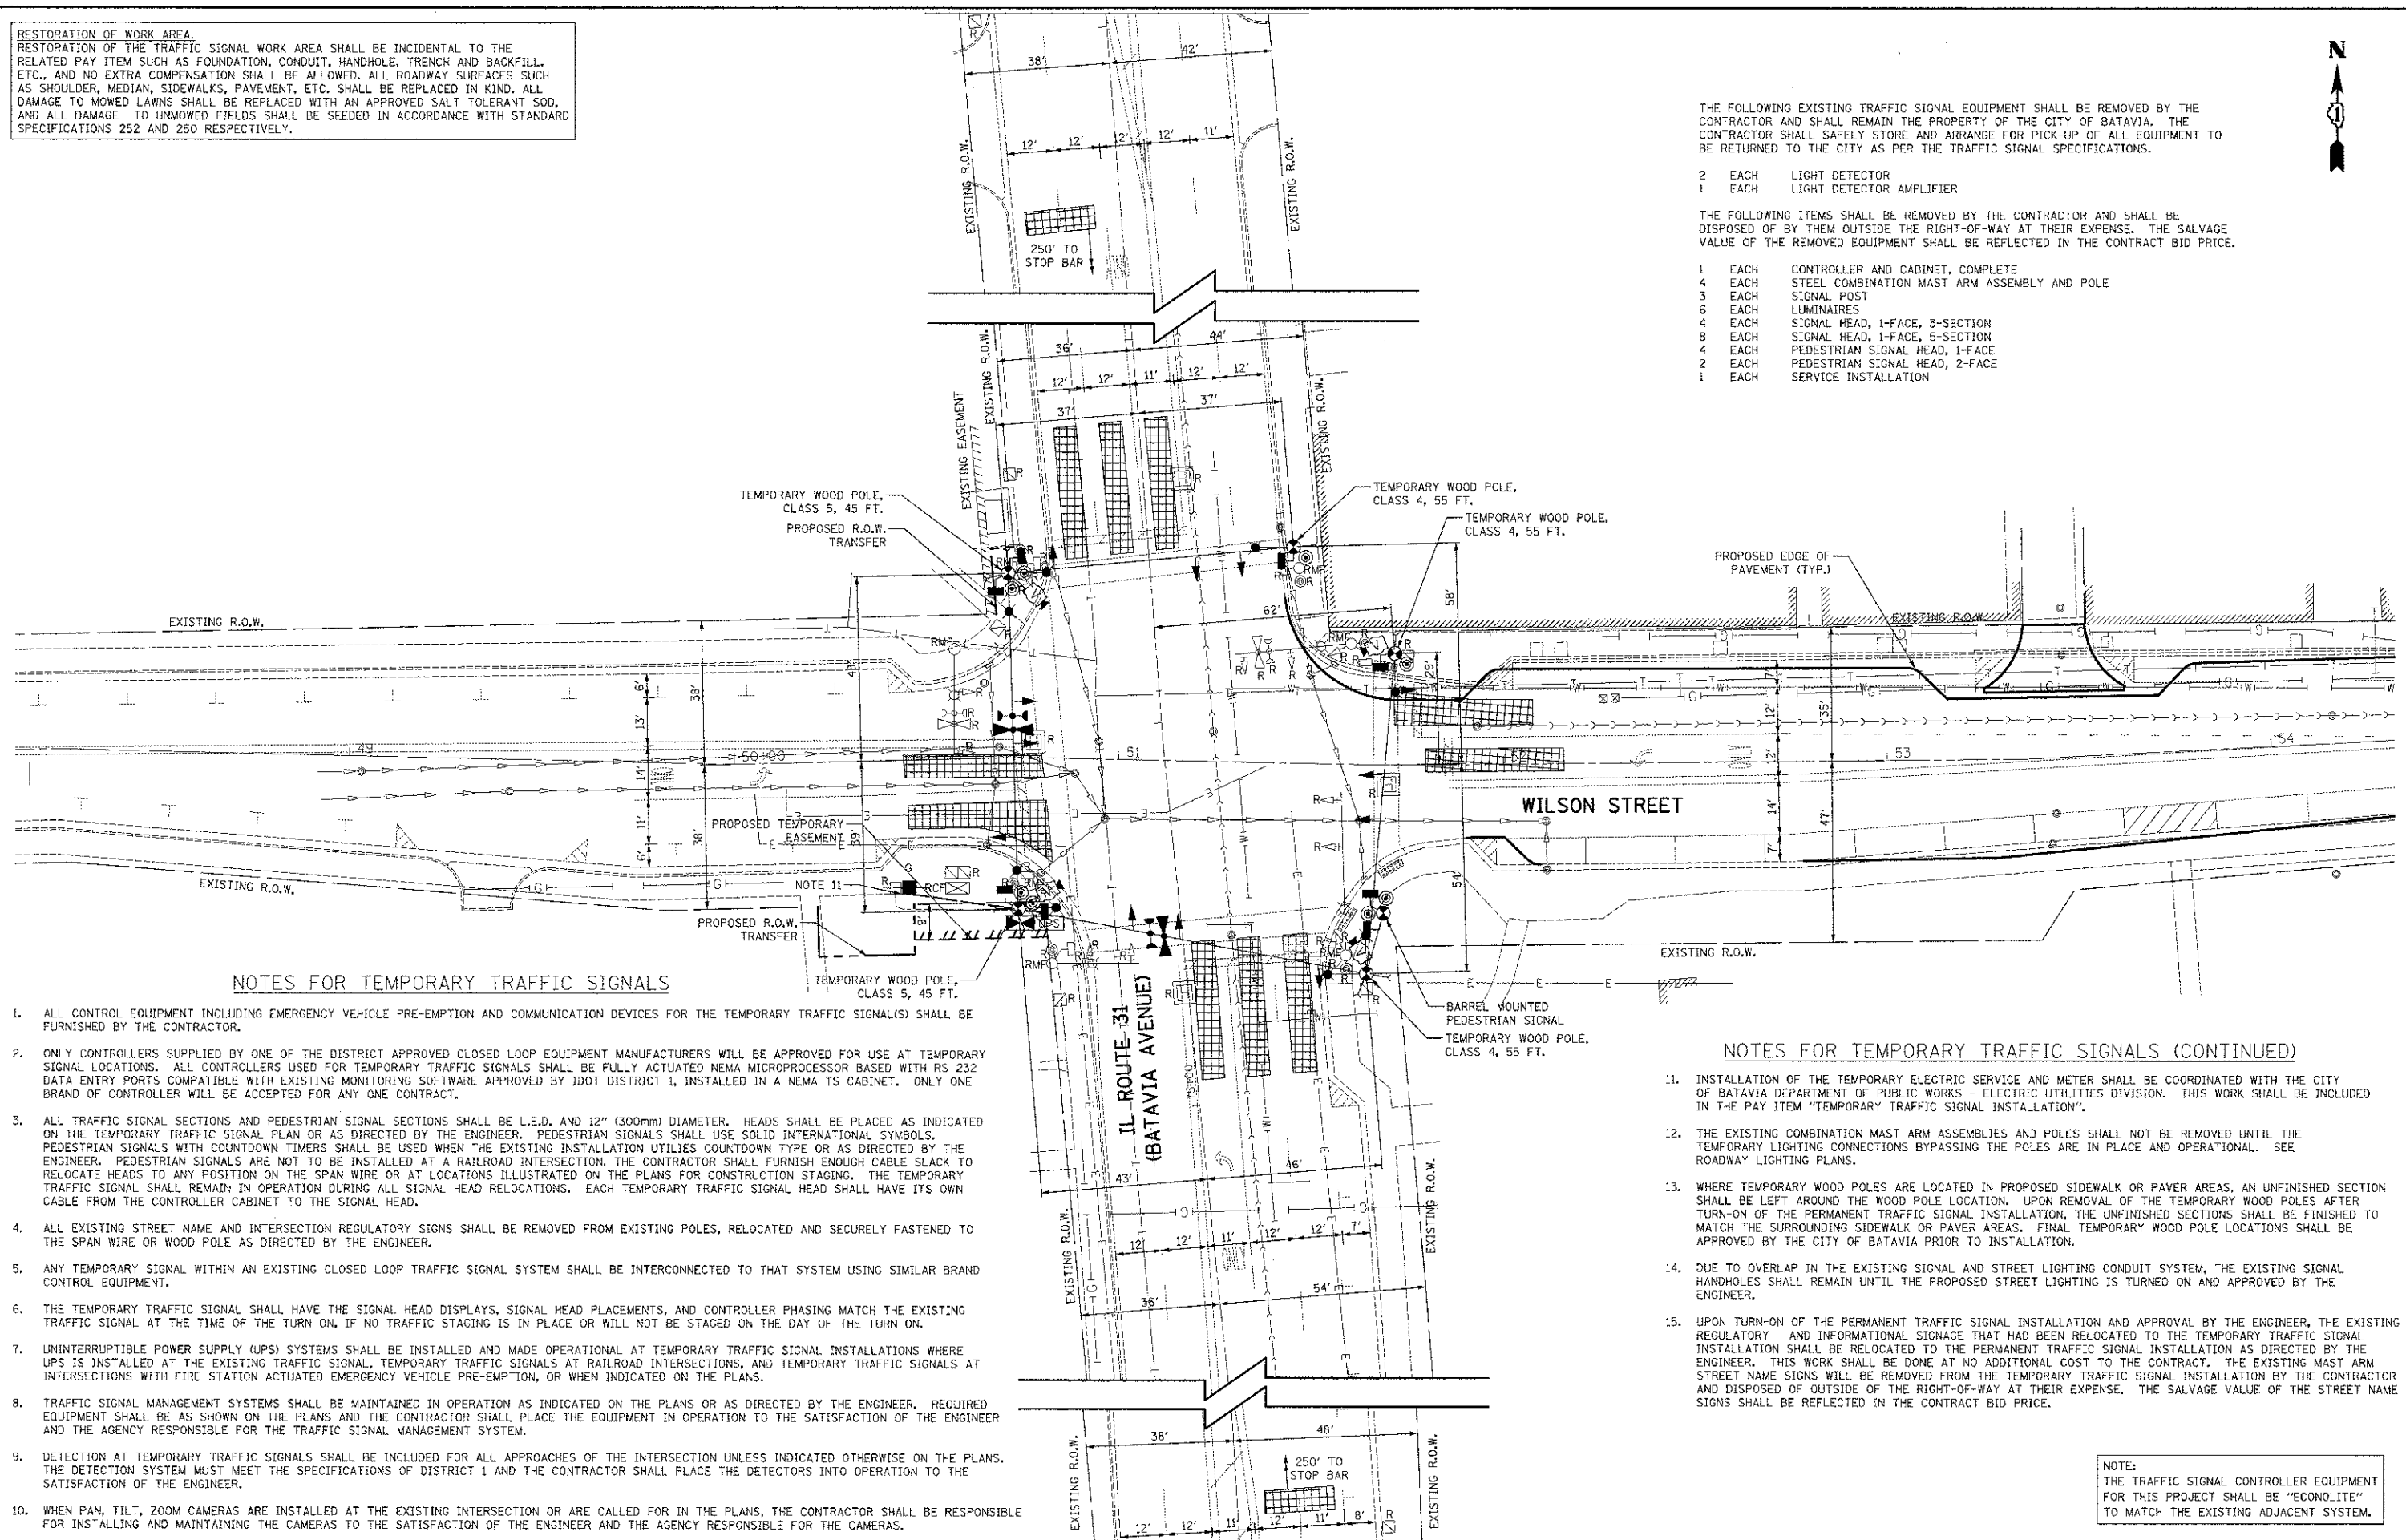 RESTORATION OF WORK AREA.
RESTORATION OF THE TRAFFIC SIGNAL WORK AREA SHALL BE INCIDENTAL TO THE
RELATED PAY ITEM SUCH AS FOUNDATION, CONDUIT, HANDHOLE, TRENCH AND BACKFILL,
ETC., AND NO EXTRA COMPENSATION SHALL BE ALLOWED. ALL ROADWAY SURFACES SUCH
AS SHOULDER, MEDIAN, SIDEWALKS, PAVEMENT, ETC. SHALL BE REPLACED IN KIND. ALL
DAMAGE TO MOWED LAWNS SHALL BE REPLACED WITH AN APPROVED SALT TOLERANT SOD,
AND ALL DAMAGE TO UNMOWED FIELDS SHALL BE SEEDED IN ACCORDANCE WITH STANDARD
SPECIFICATIONS 252 AND 250 RESPECTIVELY.
N
THE FOLLOWING EXISTING TRAFFIC SIGNAL EQUIPMENT SHALL BE REMOVED BY THE
CONTRACTOR AND SHALL REMAIN THE PROPERTY OF THE CITY OF BATAVIA. THE
CONTRACTOR SHALL SAFELY STORE AND ARRANGE FOR PICK-UP OF ALL EQUIPMENT TO
BE RETURNED TO THE CITY AS PER THE TRAFFIC SIGNAL SPECIFICATIONS.
2 EACH LIGHT DETECTOR
1 EACH LIGHT DETECTOR AMPLIFIER
THE FOLLOWING ITEMS SHALL BE REMOVED BY THE CONTRACTOR AND SHALL BE
DISPOSED OF BY THEM OUTSIDE THE RIGHT-OF-WAY AT THEIR EXPENSE. THE SALVAGE
VALUE OF THE REMOVED EQUIPMENT SHALL BE REFLECTED IN THE CONTRACT BID PRICE.
1 EACH CONTROLLER AND CABINET, COMPLETE
4 EACH STEEL COMBINATION MAST ARM ASSEMBLY AND POLE
3 EACH SIGNAL POST
6 EACH LUMINAIRES
4 EACH SIGNAL HEAD, 1-FACE, 3-SECTION
8 EACH SIGNAL HEAD, 1-FACE, 5-SECTION
4 EACH PEDESTRIAN SIGNAL HEAD, 1-FACE
2 EACH PEDESTRIAN SIGNAL HEAD, 2-FACE
1 EACH SERVICE INSTALLATION
38' 42'
12' 12' 12' 12' 11'
EXISTING R.O.W.
EXISTING R.O.W.
250' TO
STOP BAR
36' 44'
12' 12' 11' 12' 12'
37' 37'
EXISTING EASEMENT
EXISTING R.O.W.
EXISTING R.O.W.
TEMPORARY WOOD POLE,
CLASS 5, 45 FT.
PROPOSED R.O.W.
TRANSFER
TEMPORARY WOOD POLE,
CLASS 4, 55 FT.
TEMPORARY WOOD POLE,
CLASS 4, 55 FT.
PROPOSED EDGE OF
PAVEMENT (TYP.)
EXISTING R.O.W.
EXISTING R.O.W.
62'
58'
29'
48'
38'
6'
13'
14'
11'
6'
38'
39'
9'
7'
12'
12'
14'
7'
35'
47'
54'
49
50+00
51
53
54
WILSON STREET
PROPOSED TEMPORARY
EASEMENT
NOTE 11
EXISTING R.O.W.
PROPOSED R.O.W.
TRANSFER
TEMPORARY WOOD POLE,
CLASS 5, 45 FT.
EXISTING R.O.W.
BARREL MOUNTED
PEDESTRIAN SIGNAL
TEMPORARY WOOD POLE,
CLASS 4, 55 FT.
IL ROUTE 31
(BATAVIA AVENUE)
43' 46'
12' 12' 11' 12' 12' 7'
36' 54'
EXISTING R.O.W.
EXISTING R.O.W.
38' 48'
250' TO
STOP BAR
12' 12' 11' 12' 11' 8'
EXISTING R.O.W.
EXISTING R.O.W.
NOTES FOR TEMPORARY TRAFFIC SIGNALS
1. ALL CONTROL EQUIPMENT INCLUDING EMERGENCY VEHICLE PRE-EMPTION AND COMMUNICATION DEVICES FOR THE TEMPORARY TRAFFIC SIGNAL(S) SHALL BE
FURNISHED BY THE CONTRACTOR.
2. ONLY CONTROLLERS SUPPLIED BY ONE OF THE DISTRICT APPROVED CLOSED LOOP EQUIPMENT MANUFACTURERS WILL BE APPROVED FOR USE AT TEMPORARY
SIGNAL LOCATIONS. ALL CONTROLLERS USED FOR TEMPORARY TRAFFIC SIGNALS SHALL BE FULLY ACTUATED NEMA MICROPROCESSOR BASED WITH RS 232
DATA ENTRY PORTS COMPATIBLE WITH EXISTING MONITORING SOFTWARE APPROVED BY IDOT DISTRICT 1, INSTALLED IN A NEMA TS CABINET. ONLY ONE
BRAND OF CONTROLLER WILL BE ACCEPTED FOR ANY ONE CONTRACT.
3. ALL TRAFFIC SIGNAL SECTIONS AND PEDESTRIAN SIGNAL SECTIONS SHALL BE L.E.D. AND 12" (300mm) DIAMETER. HEADS SHALL BE PLACED AS INDICATED
ON THE TEMPORARY TRAFFIC SIGNAL PLAN OR AS DIRECTED BY THE ENGINEER. PEDESTRIAN SIGNALS SHALL USE SOLID INTERNATIONAL SYMBOLS.
PEDESTRIAN SIGNALS WITH COUNTDOWN TIMERS SHALL BE USED WHEN THE EXISTING INSTALLATION UTILIES COUNTDOWN TYPE OR AS DIRECTED BY THE
ENGINEER. PEDESTRIAN SIGNALS ARE NOT TO BE INSTALLED AT A RAILROAD INTERSECTION. THE CONTRACTOR SHALL FURNISH ENOUGH CABLE SLACK TO
RELOCATE HEADS TO ANY POSITION ON THE SPAN WIRE OR AT LOCATIONS ILLUSTRATED ON THE PLANS FOR CONSTRUCTION STAGING. THE TEMPORARY
TRAFFIC SIGNAL SHALL REMAIN IN OPERATION DURING ALL SIGNAL HEAD RELOCATIONS. EACH TEMPORARY TRAFFIC SIGNAL HEAD SHALL HAVE ITS OWN
CABLE FROM THE CONTROLLER CABINET TO THE SIGNAL HEAD.
4. ALL EXISTING STREET NAME AND INTERSECTION REGULATORY SIGNS SHALL BE REMOVED FROM EXISTING POLES, RELOCATED AND SECURELY FASTENED TO
THE SPAN WIRE OR WOOD POLE AS DIRECTED BY THE ENGINEER.
5. ANY TEMPORARY SIGNAL WITHIN AN EXISTING CLOSED LOOP TRAFFIC SIGNAL SYSTEM SHALL BE INTERCONNECTED TO THAT SYSTEM USING SIMILAR BRAND
CONTROL EQUIPMENT.
6. THE TEMPORARY TRAFFIC SIGNAL SHALL HAVE THE SIGNAL HEAD DISPLAYS, SIGNAL HEAD PLACEMENTS, AND CONTROLLER PHASING MATCH THE EXISTING
TRAFFIC SIGNAL AT THE TIME OF THE TURN ON, IF NO TRAFFIC STAGING IS IN PLACE OR WILL NOT BE STAGED ON THE DAY OF THE TURN ON.
7. UNINTERRUPTIBLE POWER SUPPLY (UPS) SYSTEMS SHALL BE INSTALLED AND MADE OPERATIONAL AT TEMPORARY TRAFFIC SIGNAL INSTALLATIONS WHERE
UPS IS INSTALLED AT THE EXISTING TRAFFIC SIGNAL, TEMPORARY TRAFFIC SIGNALS AT RAILROAD INTERSECTIONS, AND TEMPORARY TRAFFIC SIGNALS AT
INTERSECTIONS WITH FIRE STATION ACTUATED EMERGENCY VEHICLE PRE-EMPTION, OR WHEN INDICATED ON THE PLANS.
8. TRAFFIC SIGNAL MANAGEMENT SYSTEMS SHALL BE MAINTAINED IN OPERATION AS INDICATED ON THE PLANS OR AS DIRECTED BY THE ENGINEER. REQUIRED
EQUIPMENT SHALL BE AS SHOWN ON THE PLANS AND THE CONTRACTOR SHALL PLACE THE EQUIPMENT IN OPERATION TO THE SATISFACTION OF THE ENGINEER
AND THE AGENCY RESPONSIBLE FOR THE TRAFFIC SIGNAL MANAGEMENT SYSTEM.
9. DETECTION AT TEMPORARY TRAFFIC SIGNALS SHALL BE INCLUDED FOR ALL APPROACHES OF THE INTERSECTION UNLESS INDICATED OTHERWISE ON THE PLANS.
THE DETECTION SYSTEM MUST MEET THE SPECIFICATIONS OF DISTRICT 1 AND THE CONTRACTOR SHALL PLACE THE DETECTORS INTO OPERATION TO THE
SATISFACTION OF THE ENGINEER.
10. WHEN PAN, TILT, ZOOM CAMERAS ARE INSTALLED AT THE EXISTING INTERSECTION OR ARE CALLED FOR IN THE PLANS, THE CONTRACTOR SHALL BE RESPONSIBLE
FOR INSTALLING AND MAINTAINING THE CAMERAS TO THE SATISFACTION OF THE ENGINEER AND THE AGENCY RESPONSIBLE FOR THE CAMERAS.
NOTES FOR TEMPORARY TRAFFIC SIGNALS (CONTINUED)
11. INSTALLATION OF THE TEMPORARY ELECTRIC SERVICE AND METER SHALL BE COORDINATED WITH THE CITY
OF BATAVIA DEPARTMENT OF PUBLIC WORKS - ELECTRIC UTILITIES DIVISION. THIS WORK SHALL BE INCLUDED
IN THE PAY ITEM "TEMPORARY TRAFFIC SIGNAL INSTALLATION".
12. THE EXISTING COMBINATION MAST ARM ASSEMBLIES AND POLES SHALL NOT BE REMOVED UNTIL THE
TEMPORARY LIGHTING CONNECTIONS BYPASSING THE POLES ARE IN PLACE AND OPERATIONAL. SEE
ROADWAY LIGHTING PLANS.
13. WHERE TEMPORARY WOOD POLES ARE LOCATED IN PROPOSED SIDEWALK OR PAVER AREAS, AN UNFINISHED SECTION
SHALL BE LEFT AROUND THE WOOD POLE LOCATION. UPON REMOVAL OF THE TEMPORARY WOOD POLES AFTER
TURN-ON OF THE PERMANENT TRAFFIC SIGNAL INSTALLATION, THE UNFINISHED SECTIONS SHALL BE FINISHED TO
MATCH THE SURROUNDING SIDEWALK OR PAVER AREAS. FINAL TEMPORARY WOOD POLE LOCATIONS SHALL BE
APPROVED BY THE CITY OF BATAVIA PRIOR TO INSTALLATION.
14. DUE TO OVERLAP IN THE EXISTING SIGNAL AND STREET LIGHTING CONDUIT SYSTEM, THE EXISTING SIGNAL
HANDHOLES SHALL REMAIN UNTIL THE PROPOSED STREET LIGHTING IS TURNED ON AND APPROVED BY THE
ENGINEER.
15. UPON TURN-ON OF THE PERMANENT TRAFFIC SIGNAL INSTALLATION AND APPROVAL BY THE ENGINEER, THE EXISTING
REGULATORY AND INFORMATIONAL SIGNAGE THAT HAD BEEN RELOCATED TO THE TEMPORARY TRAFFIC SIGNAL
INSTALLATION SHALL BE RELOCATED TO THE PERMANENT TRAFFIC SIGNAL INSTALLATION AS DIRECTED BY THE
ENGINEER. THIS WORK SHALL BE DONE AT NO ADDITIONAL COST TO THE CONTRACT. THE EXISTING MAST ARM
STREET NAME SIGNS WILL BE REMOVED FROM THE TEMPORARY TRAFFIC SIGNAL INSTALLATION BY THE CONTRACTOR
AND DISPOSED OF OUTSIDE OF THE RIGHT-OF-WAY AT THEIR EXPENSE. THE SALVAGE VALUE OF THE STREET NAME
SIGNS SHALL BE REFLECTED IN THE CONTRACT BID PRICE.
NOTE:
THE TRAFFIC SIGNAL CONTROLLER EQUIPMENT
FOR THIS PROJECT SHALL BE "ECONOLITE"
TO MATCH THE EXISTING ADJACENT SYSTEM.